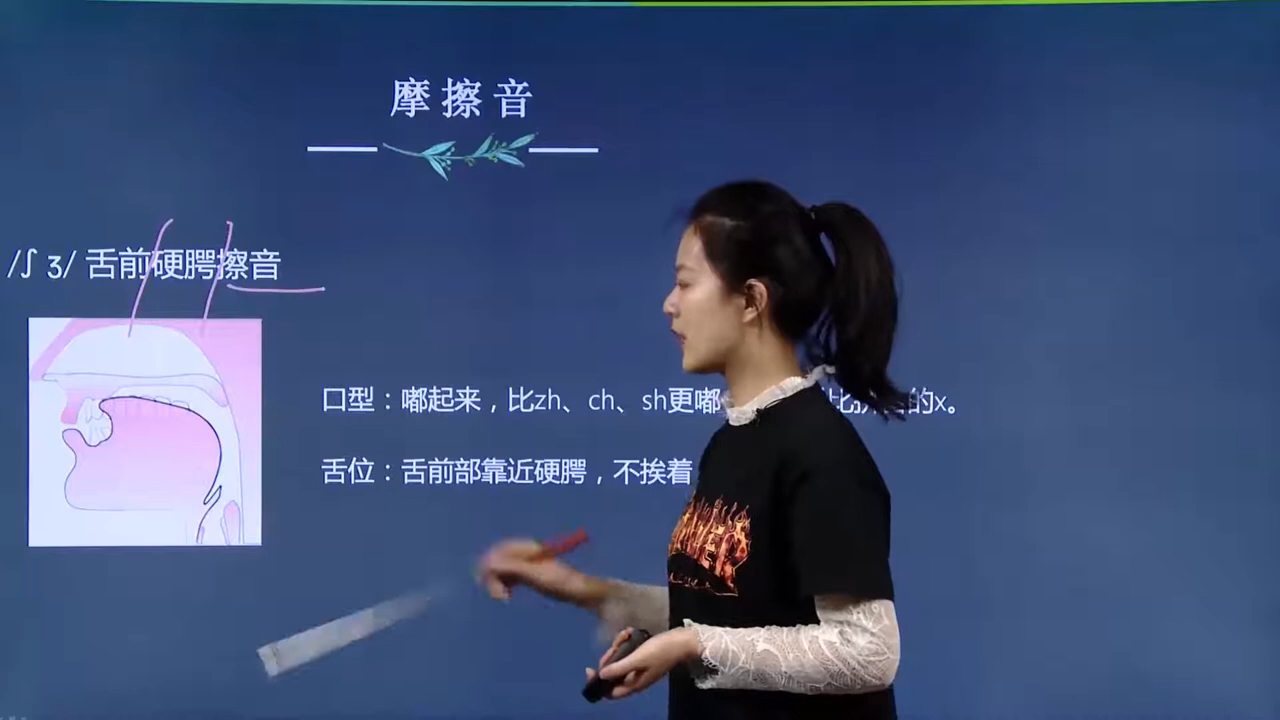 摩擦音
/ʃ ʒ/ 舌前硬腭擦音
口型：嘟起来，比zh、ch、sh更嘟 的x。
舌位：舌前部靠近硬腭，不挨着